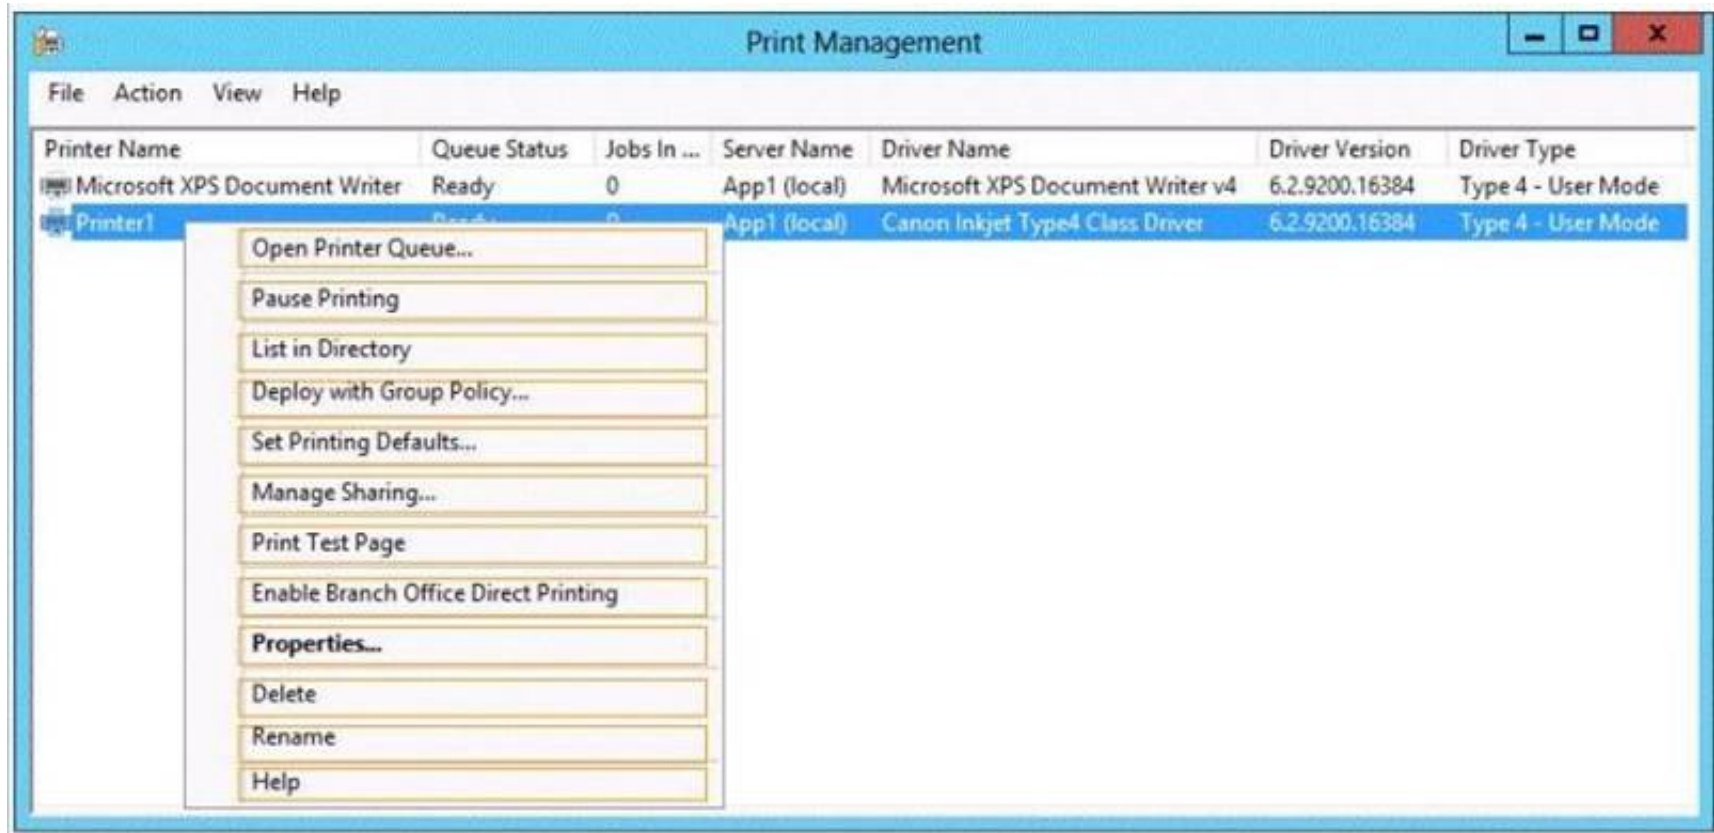 Print Management
File Action View Help
Printer Name Queue Status Jobs In ... Server Name Driver Name Driver Version Driver Type
Microsoft XPS Document Writer Ready 0 App1 (local) Microsoft XPS Document Writer v4 6.2.9200.16384 Type 4 - User Mode
Printer1 App1 (local) Canon Inkjet Type4 Class Driver 6.2.9200.16384 Type 4 - User Mode
Open Printer Queue...
Pause Printing
List in Directory
Deploy with Group Policy...
Set Printing Defaults...
Manage Sharing...
Print Test Page
Enable Branch Office Direct Printing
Properties...
Delete
Rename
Help